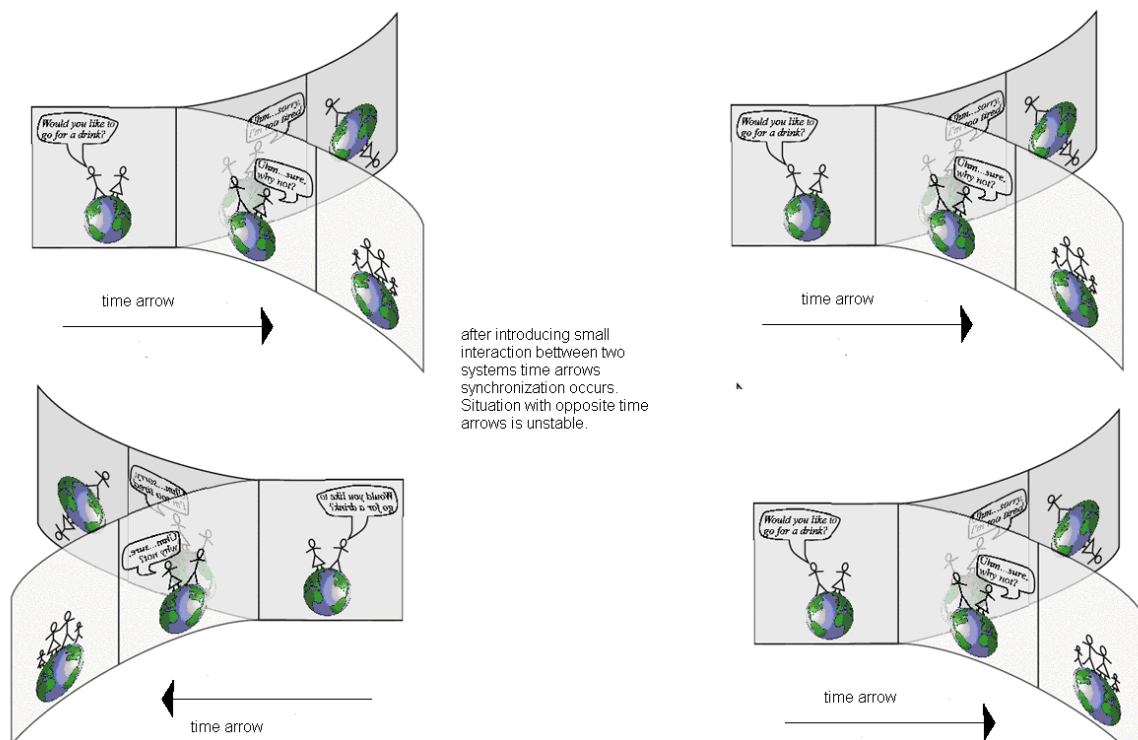 Would you like to
go for a drink?
Uhm...sorry,
I'm too tired
Uhm...sure,
why not?
time arrow
Would you like to
go for a drink?
Uhm...sorry,
I'm too tired
Uhm...sure,
why not?
time arrow
after introducing small
interaction bettween two
systems time arrows
synchronization occurs.
Situation with opposite time
arrows is unstable.
Uhm...sorry,
I'm too tired
Uhm...sure,
why not?
Would you like to
go for a drink?
time arrow
Would you like to
go for a drink?
Uhm...sorry,
I'm too tired
Uhm...sure,
why not?
time arrow